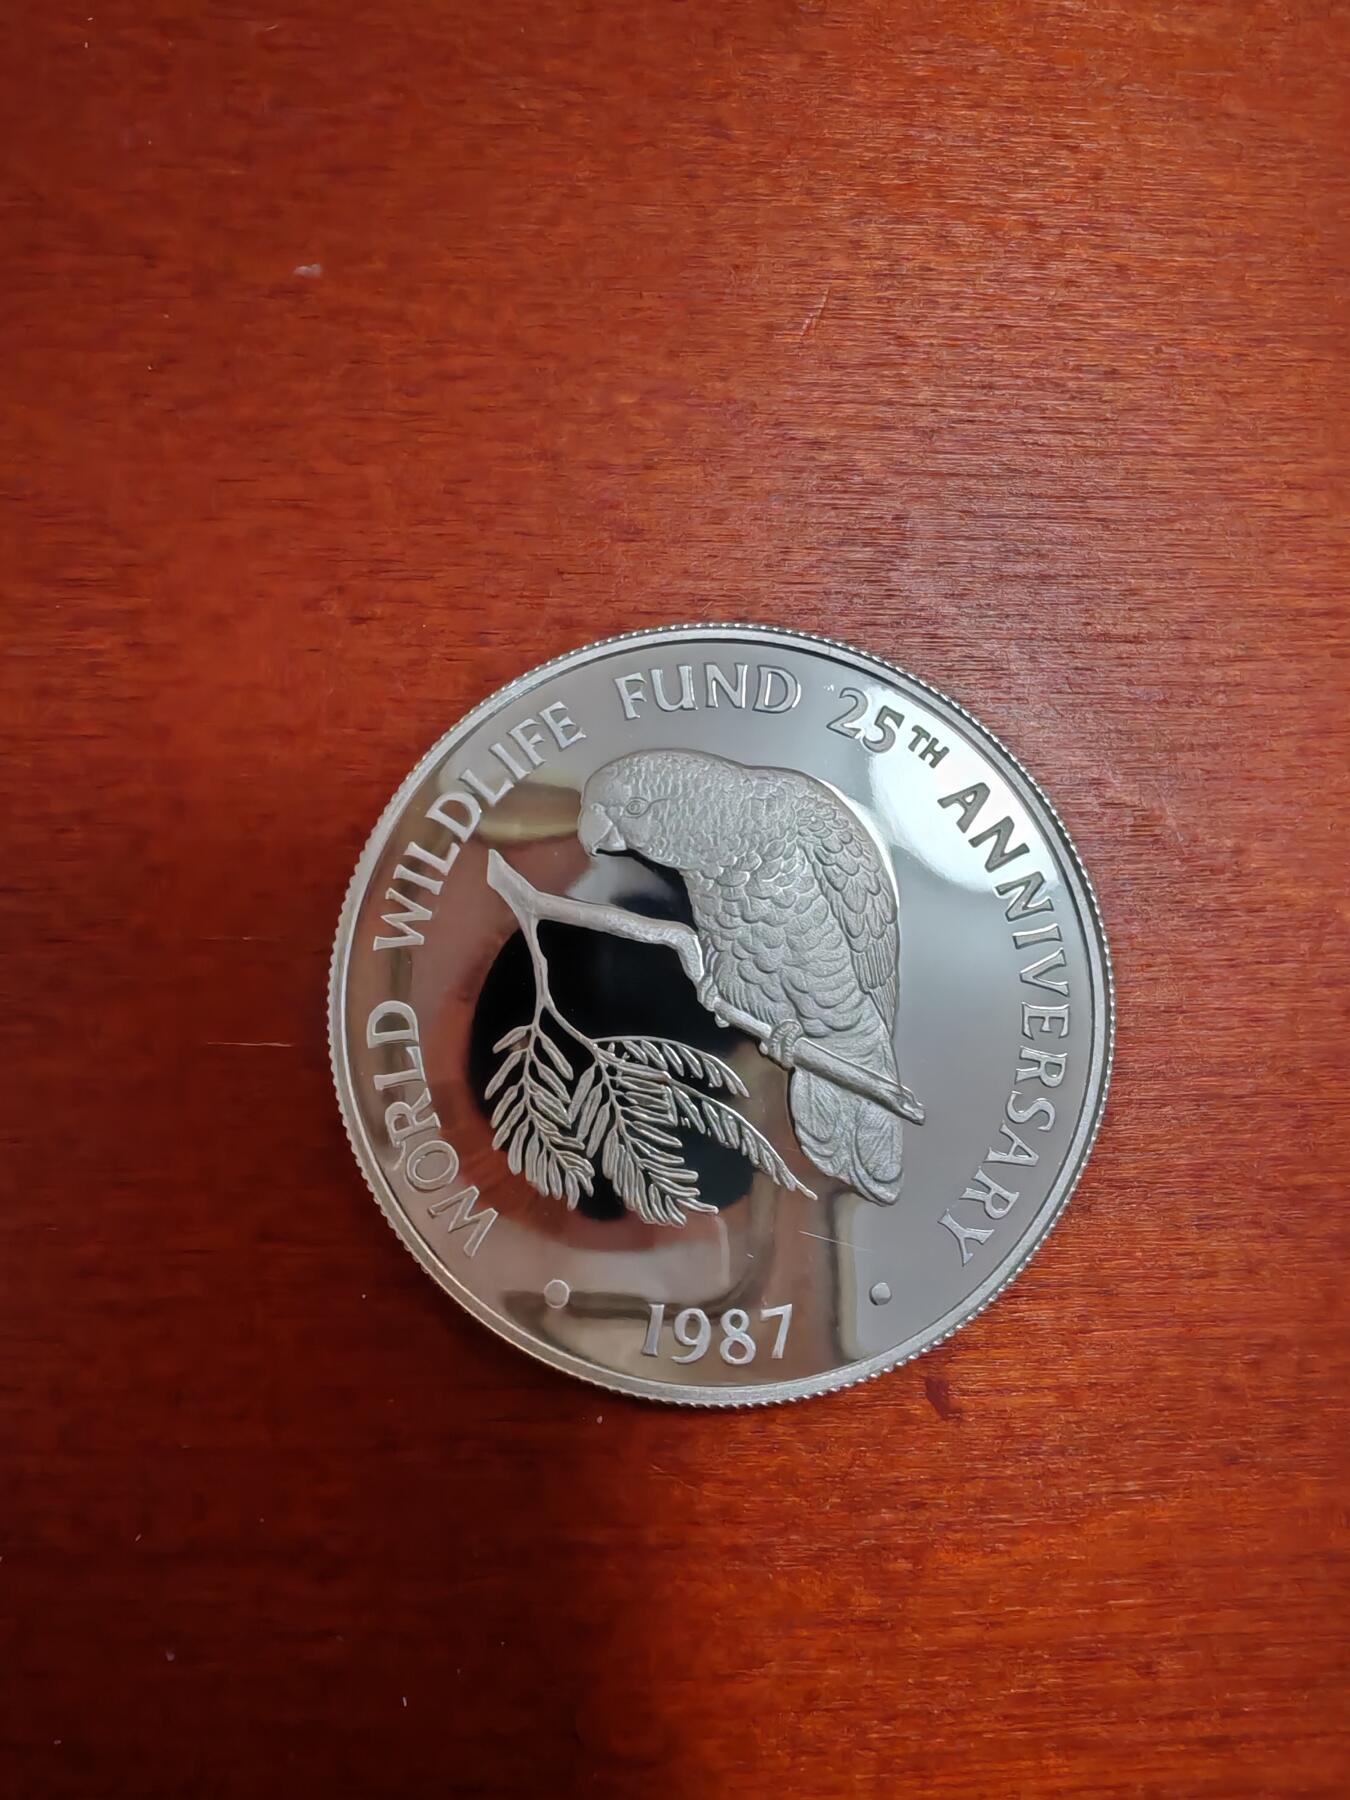 WORLD WILDLIFE FUND 25TH ANNIVERSARY
• 1987 •